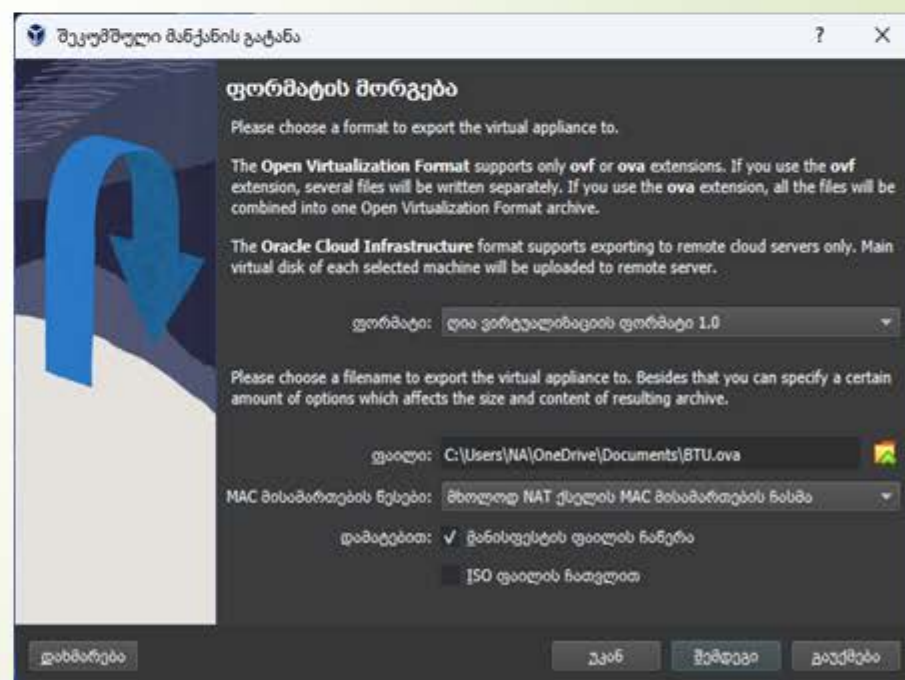 შეკუმშული მანქანის გატანა
ფორმატის მორგება
Please choose a format to export the virtual appliance to.
The Open Virtualization Format supports only ovf or ova extensions. If you use the ovf
extension, several files will be written separately. If you use the ova extension, all the files will be
combined into one Open Virtualization Format archive.
The Oracle Cloud Infrastructure format supports exporting to remote cloud servers only. Main
virtual disk of each selected machine will be uploaded to remote server.
ფორმატი: ღია ვირტუალიზაციის ფორმატი 1.0
Please choose a filename to export the virtual appliance to. Besides that you can specify a certain
amount of options which affects the size and content of resulting archive.
ფაილი: C:\Users\NA\OneDrive\Documents\BTU.ova
MAC მისამართების წესები: მხოლოდ NAT ქსელის MAC მისამართების ჩასმა
დამატებით: მანისფესტის ფაილის ჩაწერა
ISO ფაილის ჩათვლით
დახმარება უკან შემდეგი გაუქმება